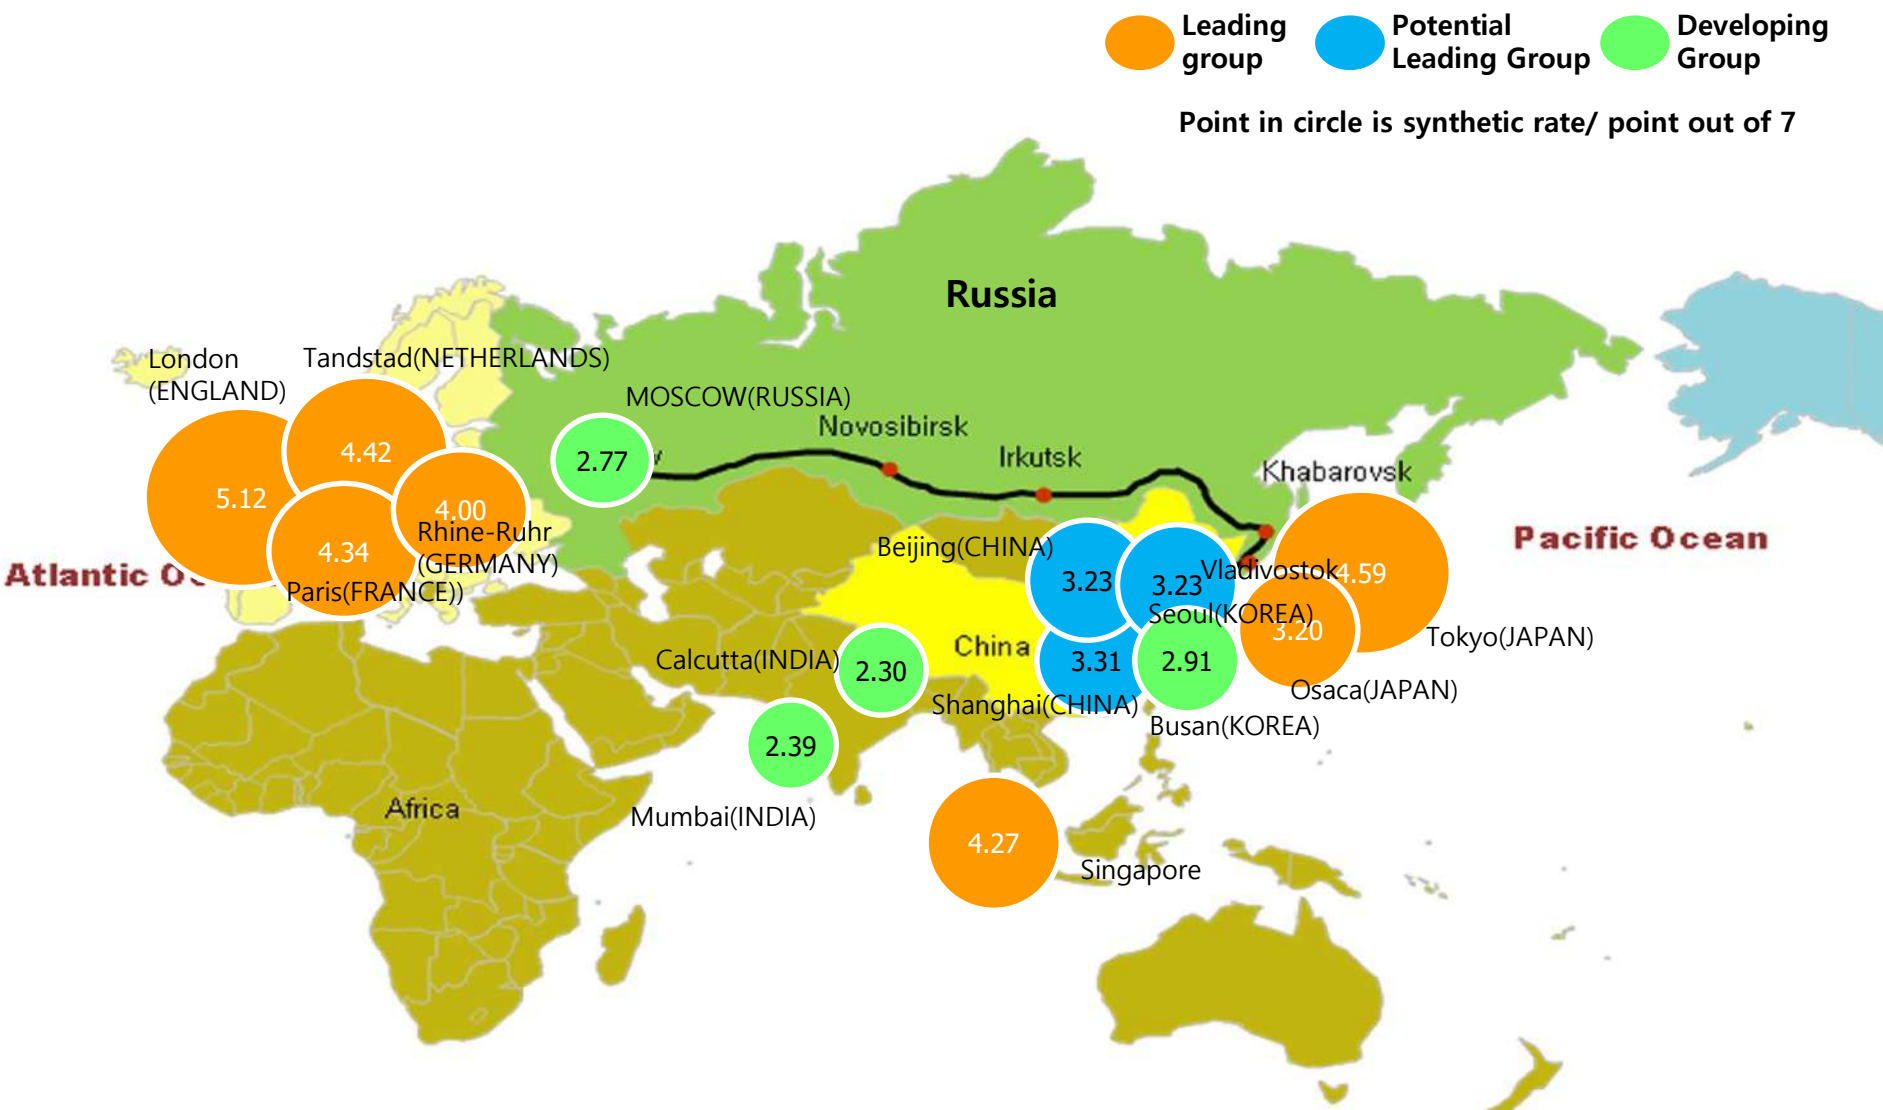 Leading
group
Potential
Leading Group
Developing
Group
Point in circle is synthetic rate/ point out of 7
Russia
London
(ENGLAND)
Tandstad(NETHERLANDS)
MOSCOW(RUSSIA)
Novosibirsk
Irkutsk
Khabarovsk
4.42
2.77
5.12
4.00
Rhine-Ruhr
(GERMANY)
4.34
Paris(FRANCE))
Atlantic
Pacific Ocean
Beijing(CHINA)
3.23
3.23
Vladivostok
4.59
Seoul(KOREA)
3.20
Tokyo(JAPAN)
China
3.31
2.91
Calcutta(INDIA)
2.30
Osaca(JAPAN)
Shanghai(CHINA)
Busan(KOREA)
2.39
Mumbai(INDIA)
Africa
4.27
Singapore